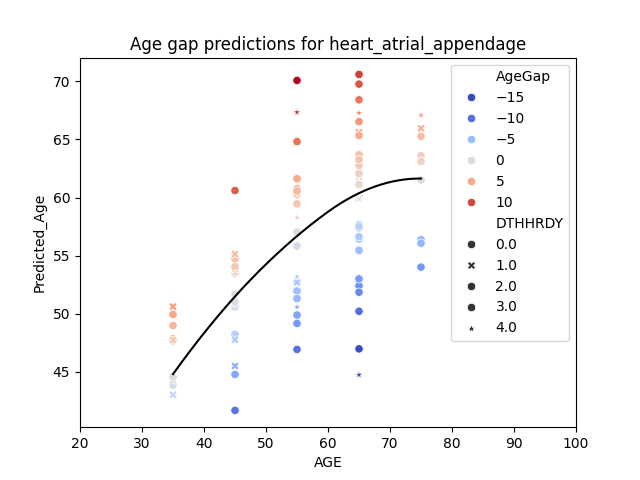 Age gap predictions for heart_atrial_appendage
Predicted_Age
70
65
60
55
50
45
20 30 40 50 60 70 80 90 100
AGE
AgeGap
−15
−10
−5
0
5
10
DTHHRDY
0.0
1.0
2.0
3.0
4.0